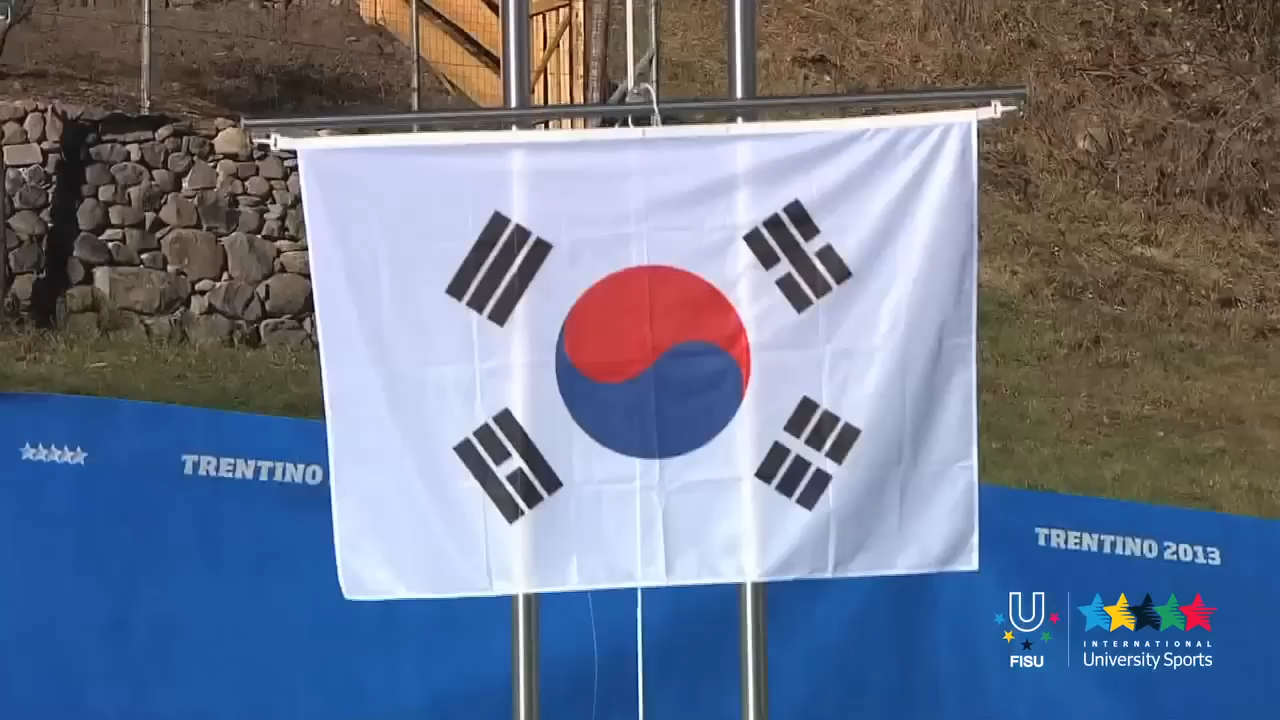 TRENTINO
TRENTINO 2013
U
FISU
INTERNATIONAL
University Sports